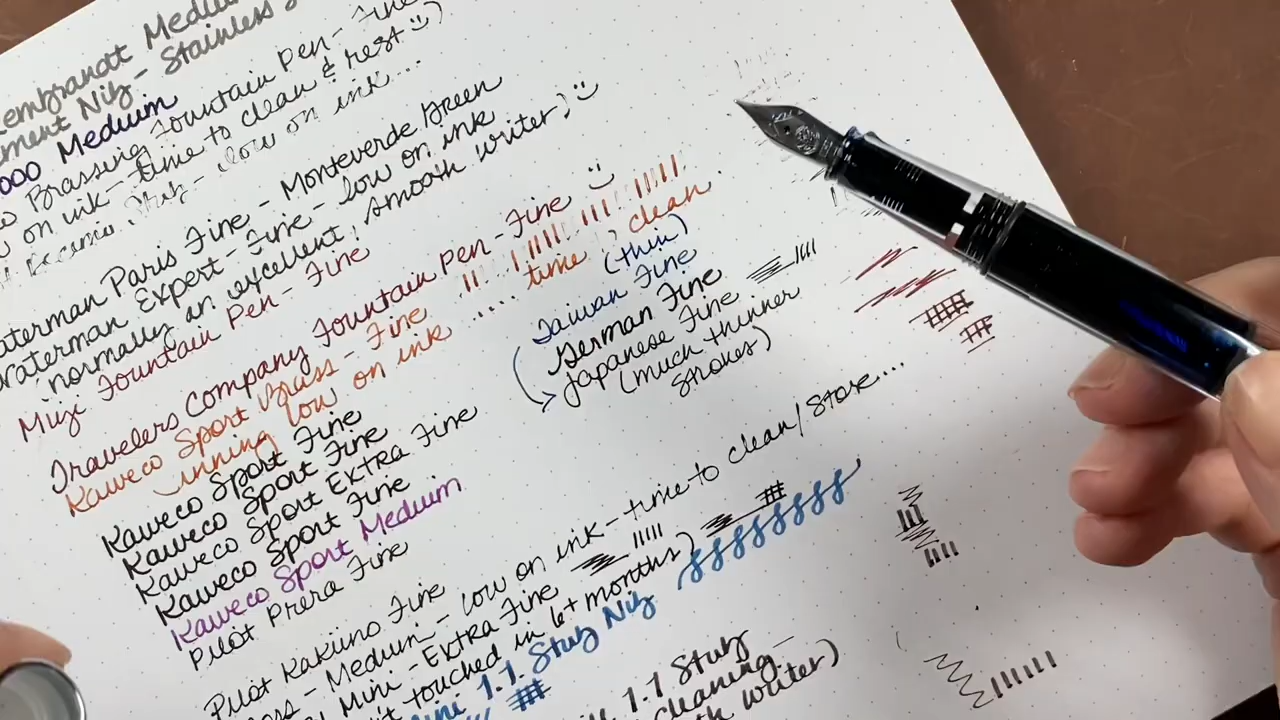 Rembrandt Medium
Nib - Stainless
000 Medium
Brassing Fountain Pen - Fine
on ink - time to clean & rest :)
low on ink...
Waterman Paris Fine - Monteverde Green
Waterman Expert - Fine - low on ink
normally an excellent, smooth writer) :)
Muji Fountain Pen - Fine
Travelers Company Fountain Pen - Fine :)
Kaweco Sport Brass - Fine
low on ink .... time to clean
Kaweco Sport Fine
Kaweco Sport Fine
Kaweco Sport Extra Fine
Kaweco Sport Fine
Kaweco Sport Medium
Pilot Prera Fine
(thin)
Taiwan Fine
German Fine
Japanese Fine
(much thinner
strokes)
Pilot Kakuno Fine
- Medium - low on ink - time to clean/store....
Mini - Extra Fine
touched in 6+ months)
1.1 Stub Nib
1.1 Stub
cleaning -
writer)